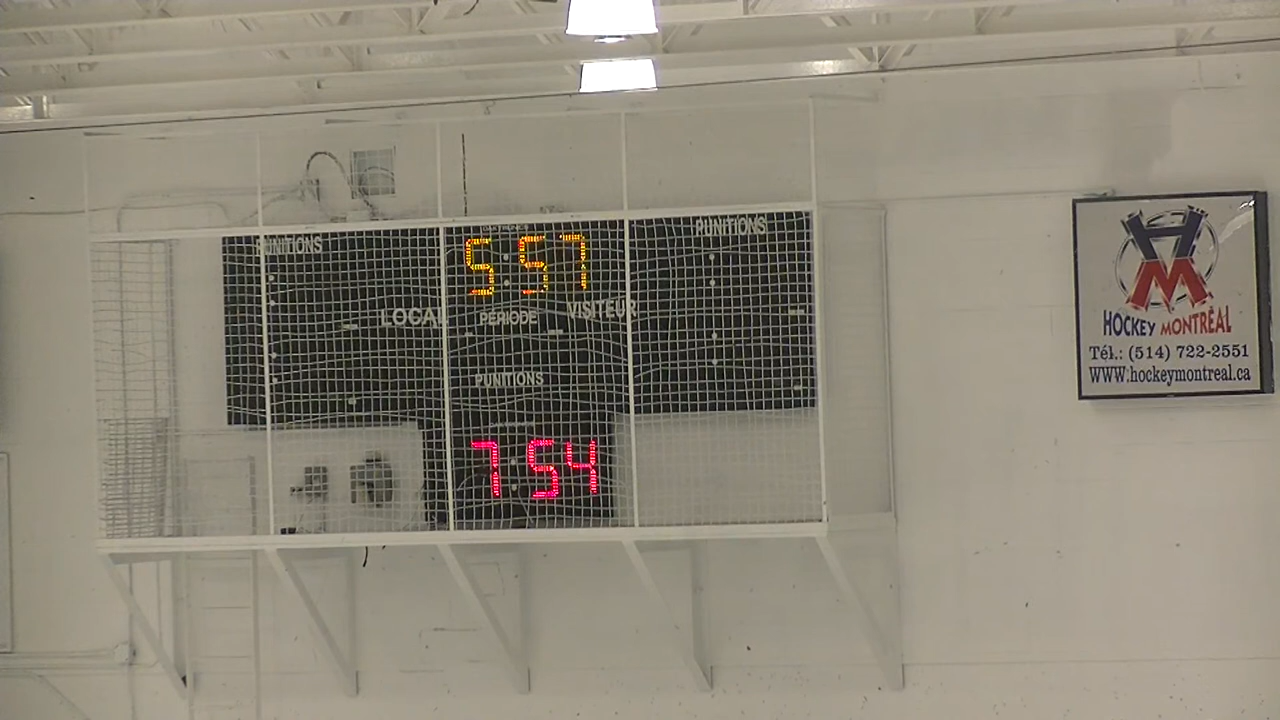 PUNITIONS
PUNITIONS
5:57
LOCAL
PÉRIODE
VISITEUR
PUNITIONS
7:54
HM
HOCKEY MONTRÉAL
Tél.: (514) 722-2551
WWW.hockeymontreal.ca